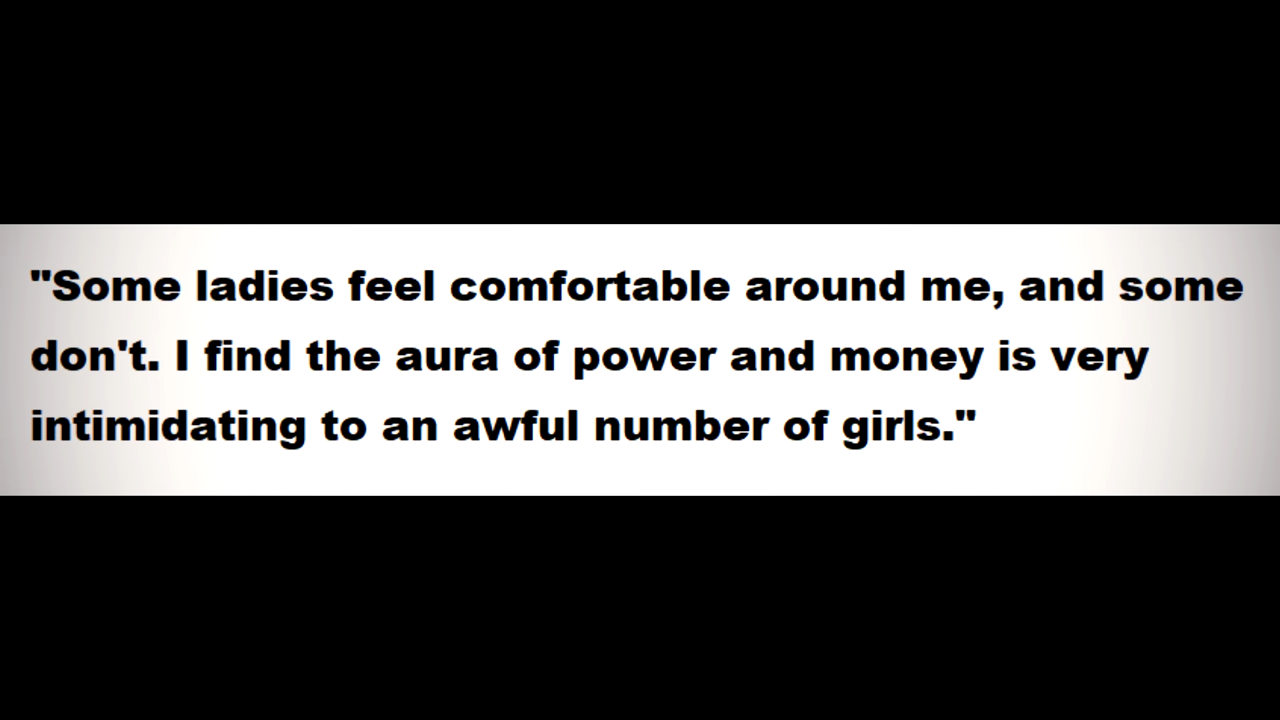 "Some ladies feel comfortable around me, and some
don't. I find the aura of power and money is very
intimidating to an awful number of girls."